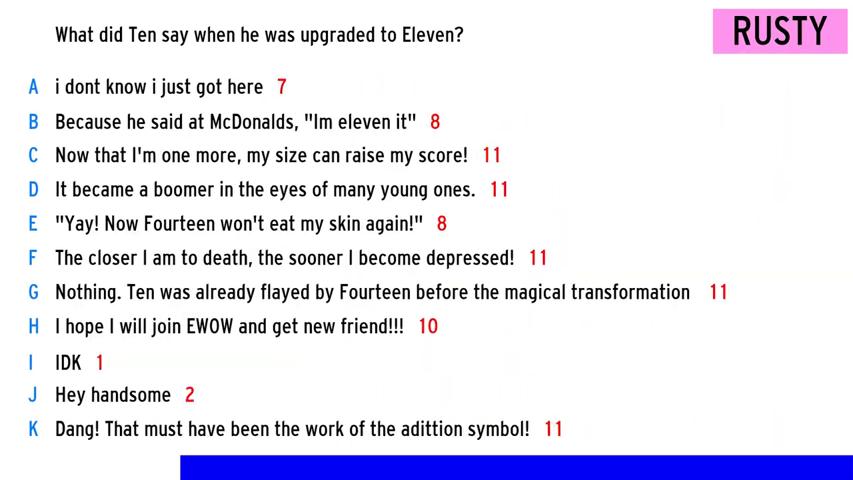 What did Ten say when he was upgraded to Eleven?
RUSTY
A i dont know i just got here 7
B Because he said at McDonalds, "Im eleven it" 8
C Now that I'm one more, my size can raise my score! 11
D It became a boomer in the eyes of many young ones. 11
E "Yay! Now Fourteen won't eat my skin again!" 8
F The closer I am to death, the sooner I become depressed! 11
G Nothing. Ten was already flayed by Fourteen before the magical transformation 11
H I hope I will join EWOW and get new friend!!! 10
I IDK 1
J Hey handsome 2
K Dang! That must have been the work of the adittion symbol! 11